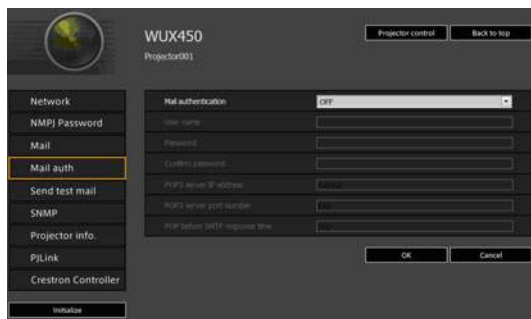 WUX450
Projector001
Projector control
Back to top
Network
NMPJ Password
Mail
Mail auth
Send test mail
SNMP
Projector info.
PJLink
Crestron Controller
Initialize
Mail authentication
OFF
User name
Password
Confirm password
POP3 server IP address
POP3 server port number
POP before SMTP response time
OK
Cancel